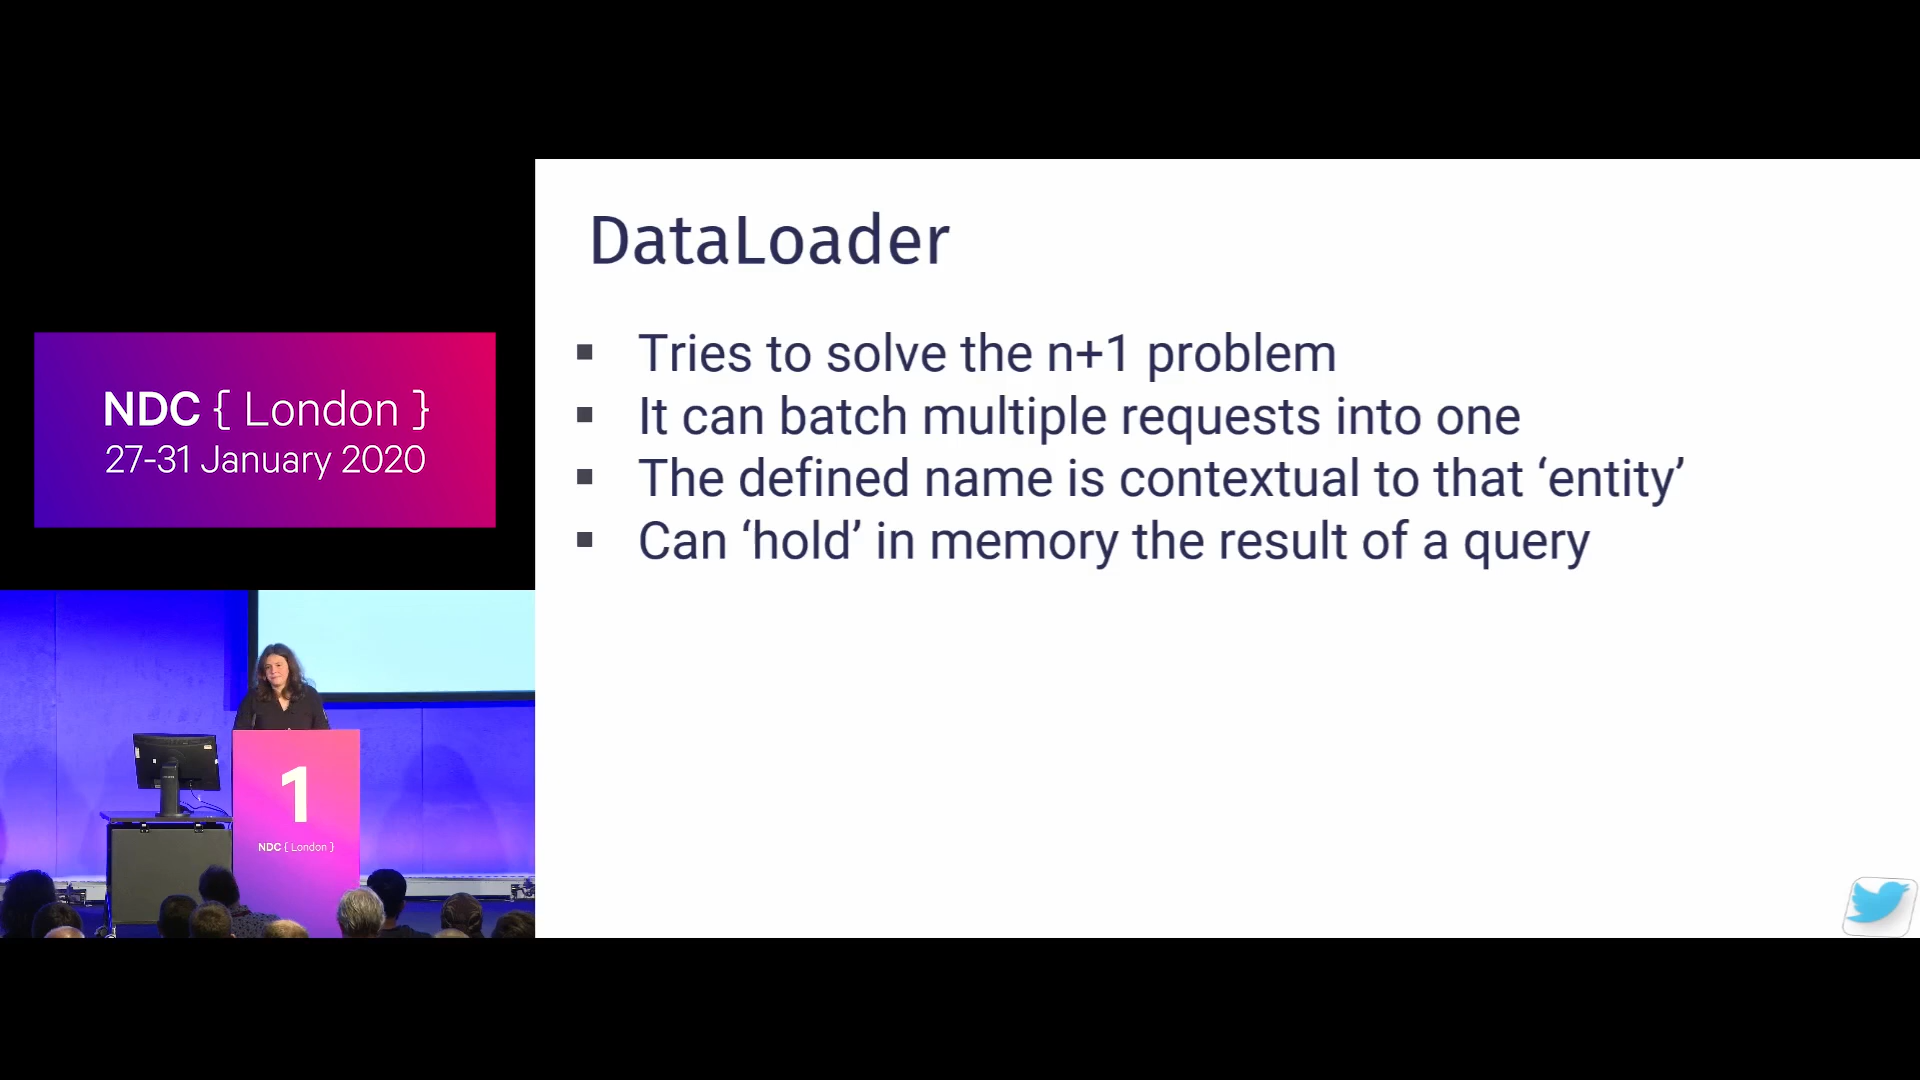 DataLoader
▪ Tries to solve the n+1 problem
▪ It can batch multiple requests into one
▪ The defined name is contextual to that ‘entity’
▪ Can ‘hold’ in memory the result of a query
NDC { London }
27-31 January 2020
1
NDC { London }